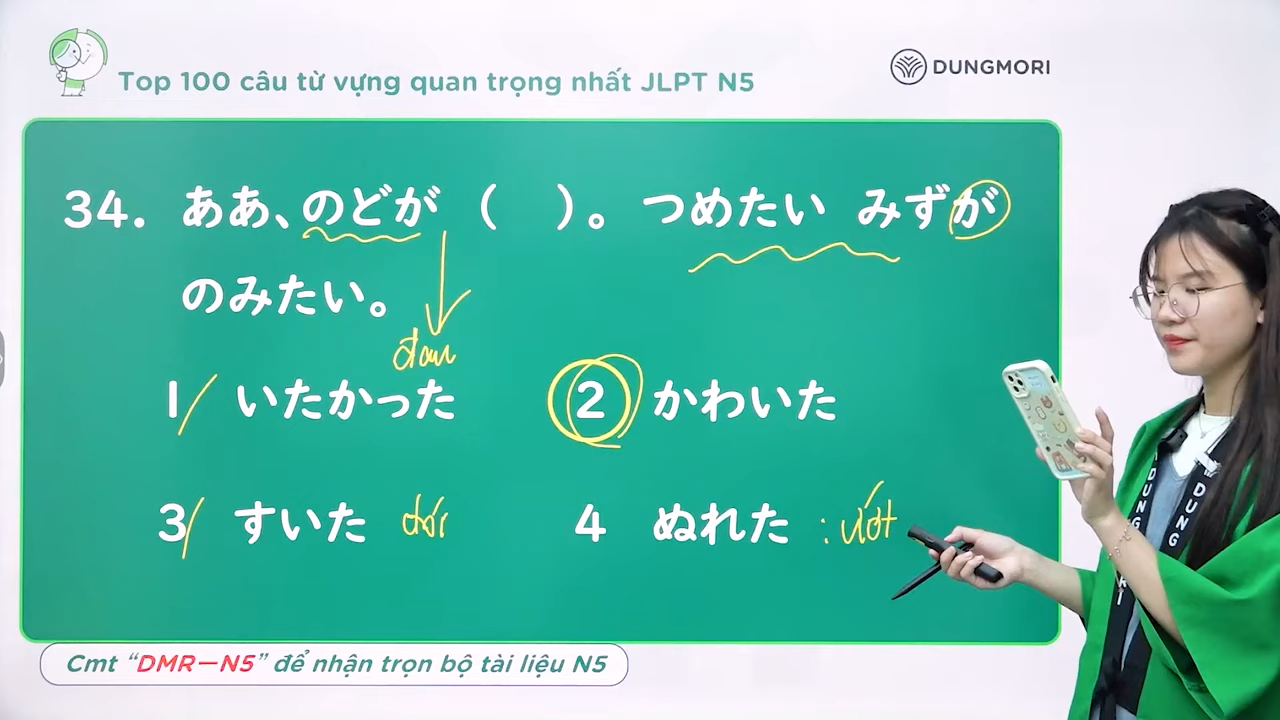 Top 100 câu từ vựng quan trọng nhất JLPT N5
DUNGMORI
34. ああ、のどが ( )。 つめたい みずが
のみたい。
đau
1 いたかった
2 かわいた
3 すいた đói
4 ぬれた : ướt
DUNG
DUNG
Cmt “DMR—N5” để nhận trọn bộ tài liệu N5